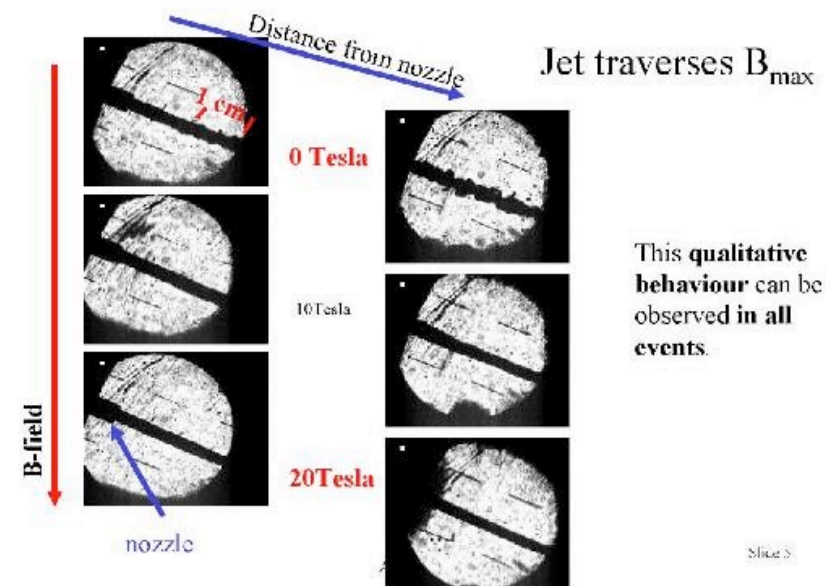 Distance from nozzle
Jet traverses Bmax
1 cm
0 Tesla
This qualitative
behaviour can be
observed in all
events.
10Tesla
B-field
20Tesla
nozzle
Slide 5